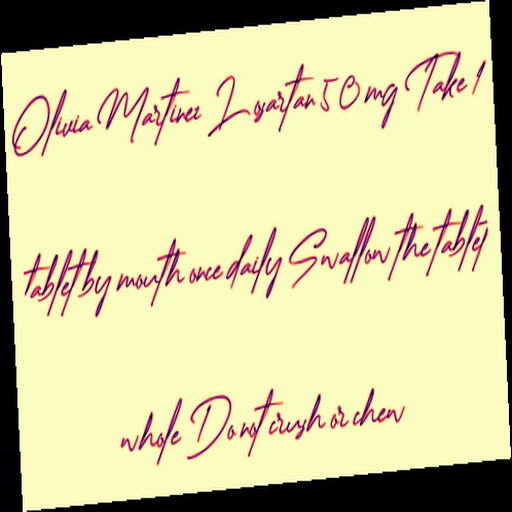 Olivia Martinez Losartan 50 mg Take 1
tablet by mouth once daily Swallow the tablet
whole Do not crush or chew